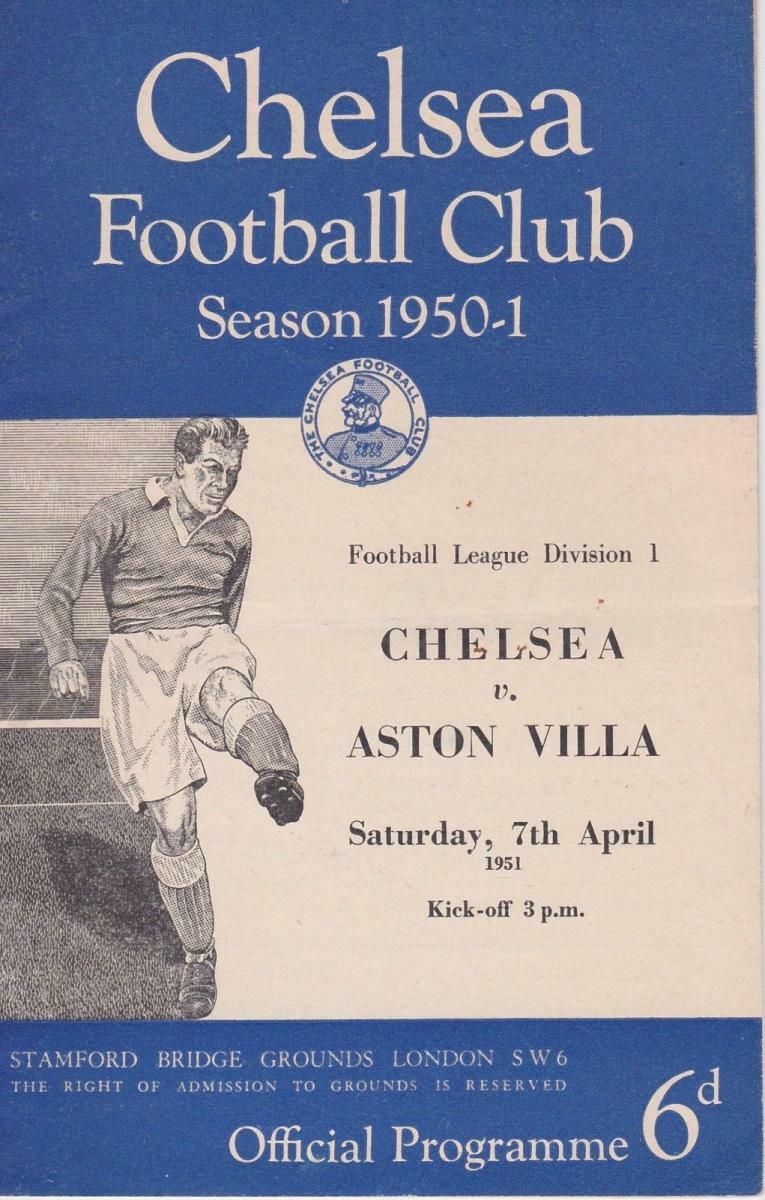 Chelsea
Football Club
Season 1950-1
THE CHELSEA FOOTBALL CLUB
Football League Division 1
CHELSEA
v.
ASTON VILLA
Saturday, 7th April
1951
Kick-off 3 p.m.
STAMFORD BRIDGE GROUNDS LONDON SW6
THE RIGHT OF ADMISSION TO GROUNDS IS RESERVED
Official Programme 6d